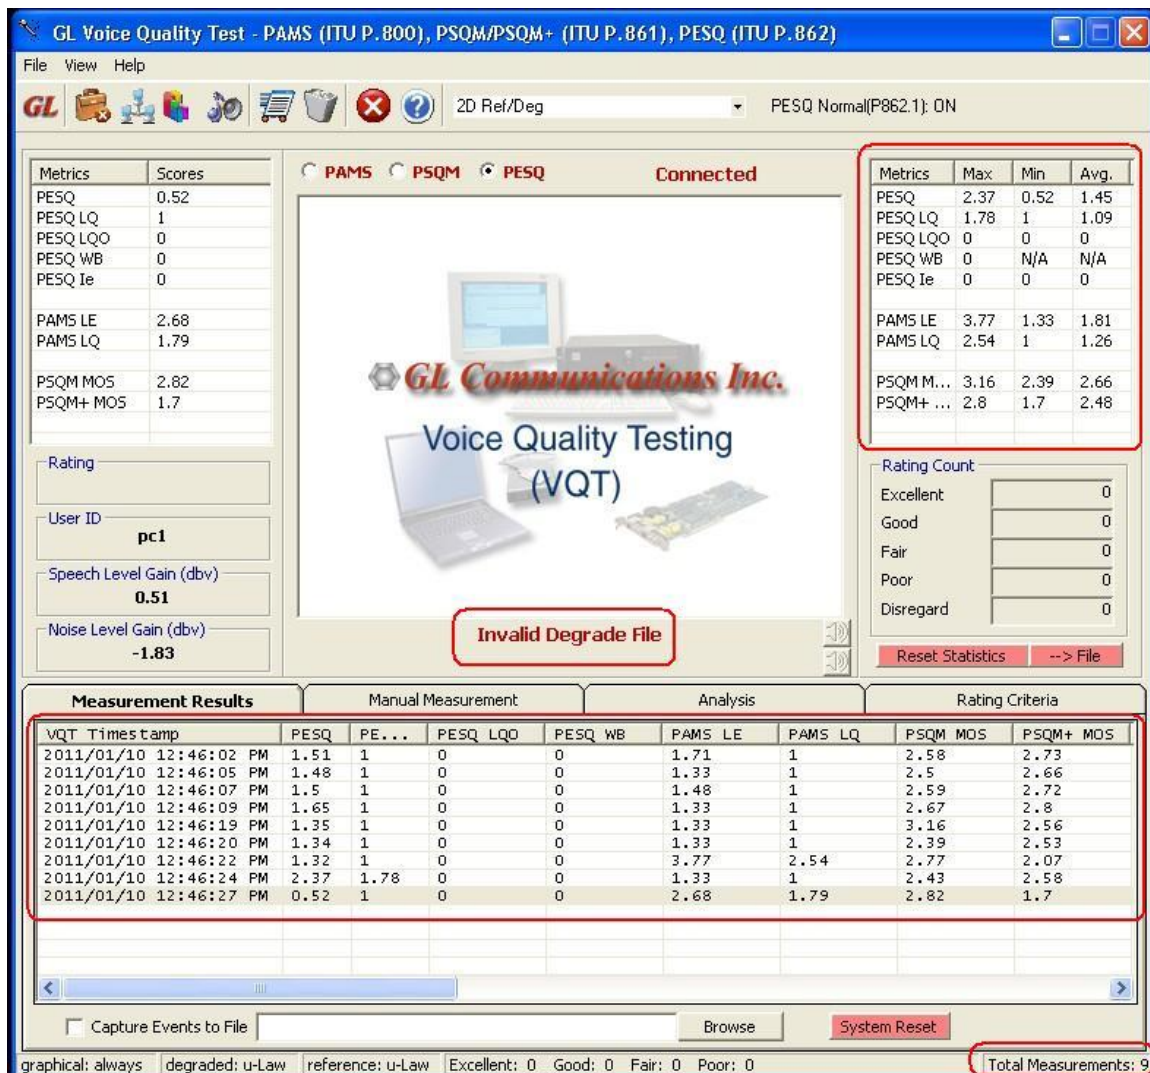 GL Voice Quality Test - PAMS (ITU P.800), PSQM/PSQM+ (ITU P.861), PESQ (ITU P.862)
File View Help
GL 2D Ref/Deg PESQ Normal(P862.1): ON
Metrics Scores
PESQ 0.52
PESQ LQ 1
PESQ LQO 0
PESQ WB 0
PESQ Ie 0
PAMS LE 2.68
PAMS LQ 1.79
PSQM MOS 2.82
PSQM+ MOS 1.7
Rating
User ID
pc1
Speech Level Gain (dbv)
0.51
Noise Level Gain (dbv)
-1.83
PAMS PSQM PESQ Connected
GL Communications Inc.
Voice Quality Testing
(VQT)
Invalid Degrade File
Metrics Max Min Avg.
PESQ 2.37 0.52 1.45
PESQ LQ 1.78 1 1.09
PESQ LQO 0 0 0
PESQ WB 0 N/A N/A
PESQ Ie 0 0 0
PAMS LE 3.77 1.33 1.81
PAMS LQ 2.54 1 1.26
PSQM M... 3.16 2.39 2.66
PSQM+ ... 2.8 1.7 2.48
Rating Count
Excellent 0
Good 0
Fair 0
Poor 0
Disregard 0
Reset Statistics --> File
Measurement Results Manual Measurement Analysis Rating Criteria
VQT Timestamp PESQ PE... PESQ LQO PESQ WB PAMS LE PAMS LQ PSQM MOS PSQM+ MOS
2011/01/10 12:46:02 PM 1.51 1 0 0 1.71 1 2.58 2.73
2011/01/10 12:46:05 PM 1.48 1 0 0 1.33 1 2.5 2.66
2011/01/10 12:46:07 PM 1.5 1 0 0 1.48 1 2.59 2.72
2011/01/10 12:46:09 PM 1.65 1 0 0 1.33 1 2.67 2.8
2011/01/10 12:46:19 PM 1.35 1 0 0 1.33 1 3.16 2.56
2011/01/10 12:46:20 PM 1.34 1 0 0 1.33 1 2.39 2.53
2011/01/10 12:46:22 PM 1.32 1 0 0 3.77 2.54 2.77 2.07
2011/01/10 12:46:24 PM 2.37 1.78 0 0 1.33 1 2.43 2.58
2011/01/10 12:46:27 PM 0.52 1 0 0 2.68 1.79 2.82 1.7
Capture Events to File Browse System Reset
graphical: always degraded: u-Law reference: u-Law Excellent: 0 Good: 0 Fair: 0 Poor: 0 Total Measurements: 9